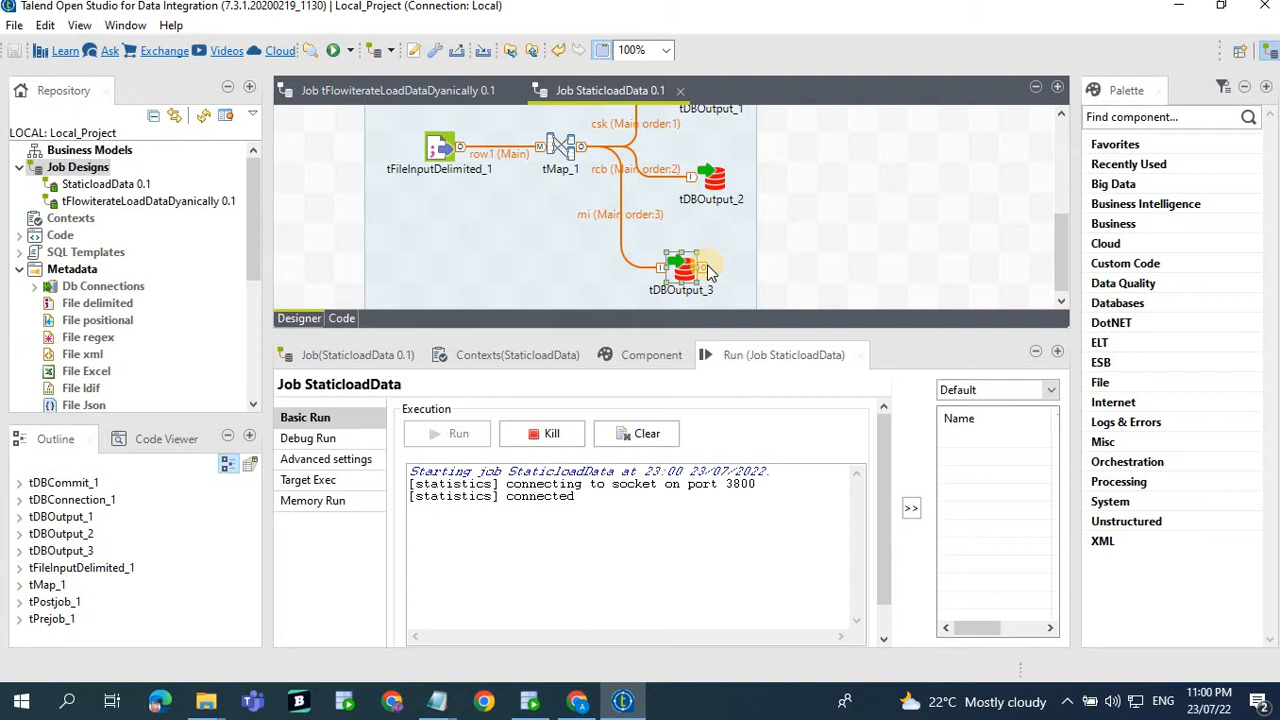 Talend Open Studio for Data Integration (7.3.1.20200219_1130) | Local_Project (Connection: Local)
File Edit View Window Help
Learn Ask Exchange Videos Cloud 100%
Repository
LOCAL: Local_Project
Business Models
Job Designs
StaticloadData 0.1
tFlowiterateLoadDataDyanically 0.1
Contexts
Code
SQL Templates
Metadata
Db Connections
File delimited
File positional
File regex
File xml
File Excel
File ldif
File Json
Outline
Code Viewer
tDBCommit_1
tDBConnection_1
tDBOutput_1
tDBOutput_2
tDBOutput_3
tFileInputDelimited_1
tMap_1
tPostjob_1
tPrejob_1
Job tFlowiterateLoadDataDyanically 0.1
Job StaticloadData 0.1
tDBOutput_1
csk (Main order:1)
row1 (Main)
tFileInputDelimited_1
tMap_1
rcb (Main order:2)
tDBOutput_2
mi (Main order:3)
tDBOutput_3
Designer Code
Job(StaticloadData 0.1)
Contexts(StaticloadData)
Component
Run (Job StaticloadData)
Job StaticloadData
Basic Run
Debug Run
Advanced settings
Target Exec
Memory Run
Execution
Run Kill Clear
Starting job StaticloadData at 23:00 23/07/2022.
[statistics] connecting to socket on port 3800
[statistics] connected
>>
Default
Name
Palette
Find component...
Favorites
Recently Used
Big Data
Business Intelligence
Business
Cloud
Custom Code
Data Quality
Databases
DotNET
ELT
ESB
File
Internet
Logs & Errors
Misc
Orchestration
Processing
System
Unstructured
XML
22°C Mostly cloudy
ENG
11:00 PM
23/07/22
2